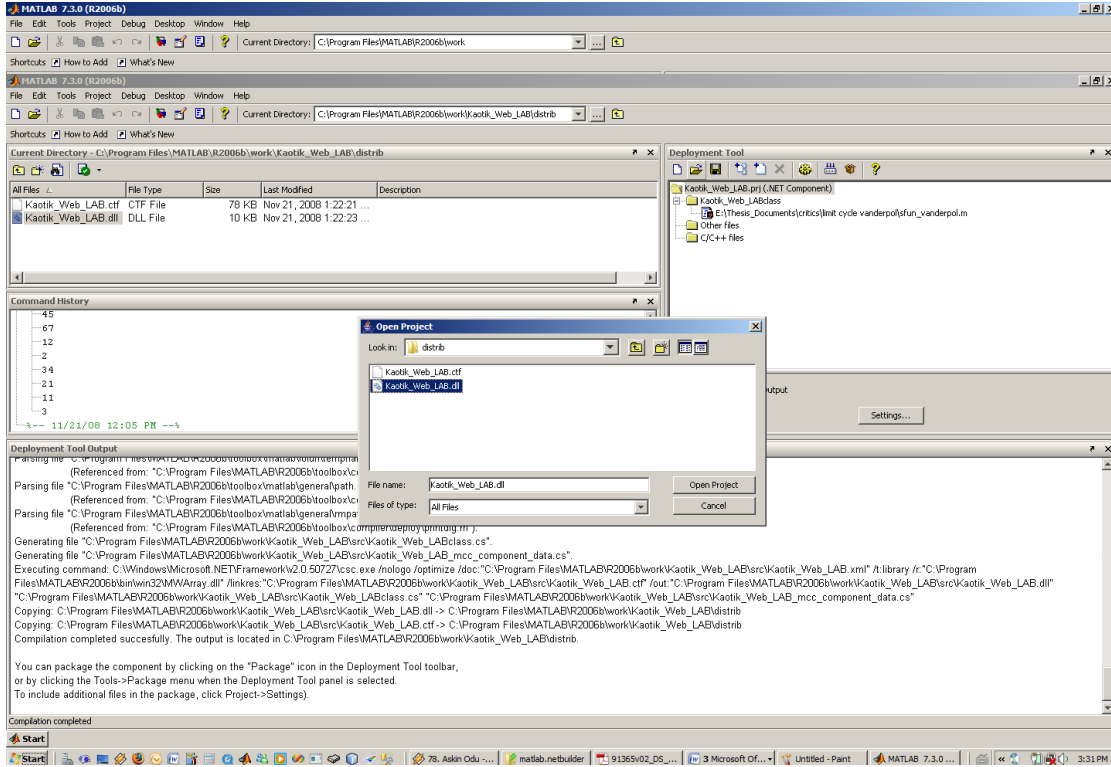 MATLAB 7.3.0 (R2006b)
File Edit Tools Project Debug Desktop Window Help
Current Directory: C:\Program Files\MATLAB\R2006b\work
Shortcuts How to Add What's New
MATLAB 7.3.0 (R2006b)
File Edit Tools Project Debug Desktop Window Help
Current Directory: C:\Program Files\MATLAB\R2006b\work\Kaotik_Web_LAB\distrib
Shortcuts How to Add What's New
Current Directory - C:\Program Files\MATLAB\R2006b\work\Kaotik_Web_LAB\distrib
All Files File Type Size Last Modified Description
Kaotik_Web_LAB.ctf CTF File 78 KB Nov 21, 2008 1:22:21 ...
Kaotik_Web_LAB.dll DLL File 10 KB Nov 21, 2008 1:22:23 ...
Deployment Tool
Kaotik_Web_LAB.prj (.NET Component)
Kaotik_Web_LABclass
E:\Thesis_Documents\critics\limit cycle vanderpol\sfun_vanderpol.m
Other files
C/C++ files
Command History
45
67
12
2
34
21
11
3
%-- 11/21/08 12:05 PM --%
Open Project
Look in: distrib
Kaotik_Web_LAB.ctf
Kaotik_Web_LAB.dll
File name: Kaotik_Web_LAB.dll Open Project
Files of type: All Files Cancel
utput
Settings...
Deployment Tool Output
(Referenced from: "C:\Program Files\MATLAB\R2006b\toolbox\c
Parsing file "C:\Program Files\MATLAB\R2006b\toolbox\matlab\general\path.
(Referenced from: "C:\Program Files\MATLAB\R2006b\toolbox\c
Parsing file "C:\Program Files\MATLAB\R2006b\toolbox\matlab\general\mpa
(Referenced from: "C:\Program Files\MATLAB\R2006b\toolbox\compiler\deploy\printdlg.m").
Generating file "C:\Program Files\MATLAB\R2006b\work\Kaotik_Web_LAB\src\Kaotik_Web_LABclass.cs".
Generating file "C:\Program Files\MATLAB\R2006b\work\Kaotik_Web_LAB\src\Kaotik_Web_LAB_mcc_component_data.cs".
Executing command: C:\Windows\Microsoft.NET\Framework\v2.0.50727\csc.exe /nologo /optimize /doc:"C:\Program Files\MATLAB\R2006b\work\Kaotik_Web_LAB\src\Kaotik_Web_LAB.xml" /t:library /r:"C:\Program
Files\MATLAB\R2006b\bin\win32\MWArray.dll" /linkres:"C:\Program Files\MATLAB\R2006b\work\Kaotik_Web_LAB\src\Kaotik_Web_LAB.ctf" /out:"C:\Program Files\MATLAB\R2006b\work\Kaotik_Web_LAB\src\Kaotik_Web_LAB.dll"
"C:\Program Files\MATLAB\R2006b\work\Kaotik_Web_LAB\src\Kaotik_Web_LABclass.cs" "C:\Program Files\MATLAB\R2006b\work\Kaotik_Web_LAB\src\Kaotik_Web_LAB_mcc_component_data.cs"
Copying: C:\Program Files\MATLAB\R2006b\work\Kaotik_Web_LAB\src\Kaotik_Web_LAB.dll -> C:\Program Files\MATLAB\R2006b\work\Kaotik_Web_LAB\distrib
Copying: C:\Program Files\MATLAB\R2006b\work\Kaotik_Web_LAB\src\Kaotik_Web_LAB.ctf -> C:\Program Files\MATLAB\R2006b\work\Kaotik_Web_LAB\distrib
Compilation completed succesfully. The output is located in C:\Program Files\MATLAB\R2006b\work\Kaotik_Web_LAB\distrib.
You can package the component by clicking on the "Package" icon in the Deployment Tool toolbar,
or by clicking the Tools->Package menu when the Deployment Tool panel is selected.
To include additional files in the package, click Project->Settings).
Compilation completed
Start
Start 78. Askin Odu -... matlab.netbuilder 91365v02_DS_... 3 Microsoft Of... Untitled - Paint MATLAB 7.3.0 ... 3:31 PM